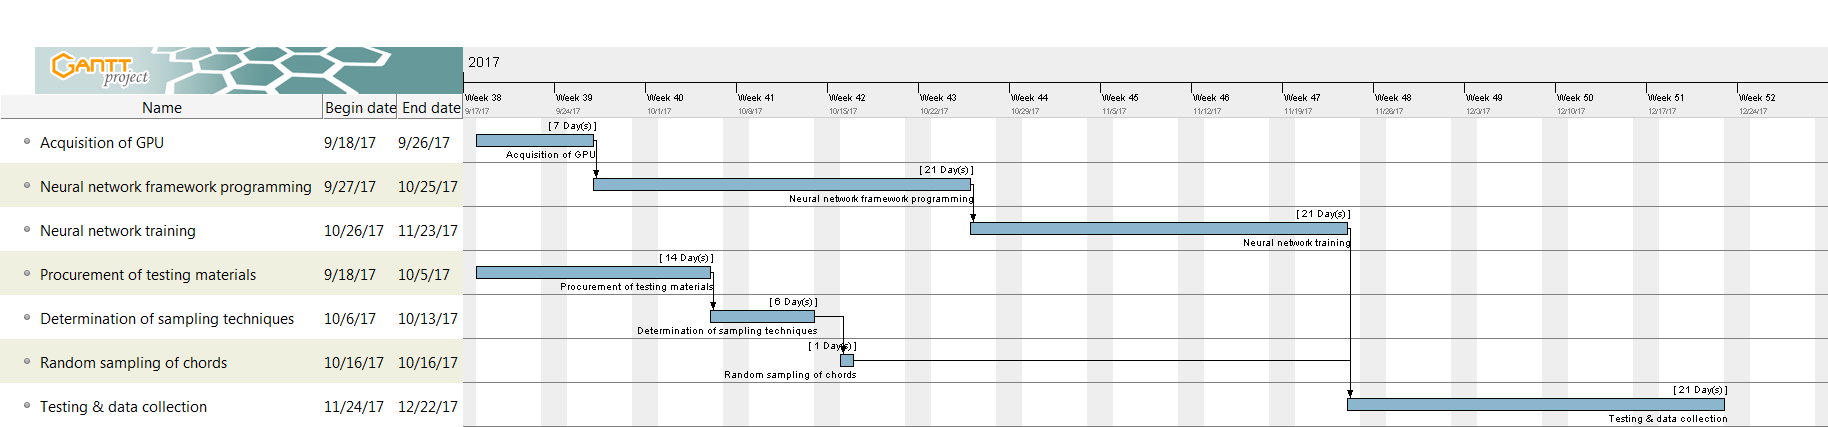 GANTT
project
2017
Name Begin date End date
Week 38 Week 39 Week 40 Week 41 Week 42 Week 43 Week 44 Week 45 Week 46 Week 47 Week 48 Week 49 Week 50 Week 51 Week 52
9/17/17 9/24/17 10/1/17 10/8/17 10/15/17 10/22/17 10/29/17 11/5/17 11/12/17 11/19/17 11/26/17 12/3/17 12/10/17 12/17/17 12/24/17
[ 7 Day(s) ]
Acquisition of GPU 9/18/17 9/26/17
Acquisition of GPU
[ 21 Day(s) ]
Neural network framework programming 9/27/17 10/25/17
Neural network framework programming
[ 21 Day(s) ]
Neural network training 10/26/17 11/23/17
Neural network training
[ 14 Day(s) ]
Procurement of testing materials 9/18/17 10/5/17
Procurement of testing materials
[ 6 Day(s) ]
Determination of sampling techniques 10/6/17 10/13/17
Determination of sampling techniques
[ 1 Day(s) ]
Random sampling of chords 10/16/17 10/16/17
Random sampling of chords
[ 21 Day(s) ]
Testing & data collection 11/24/17 12/22/17
Testing & data collection